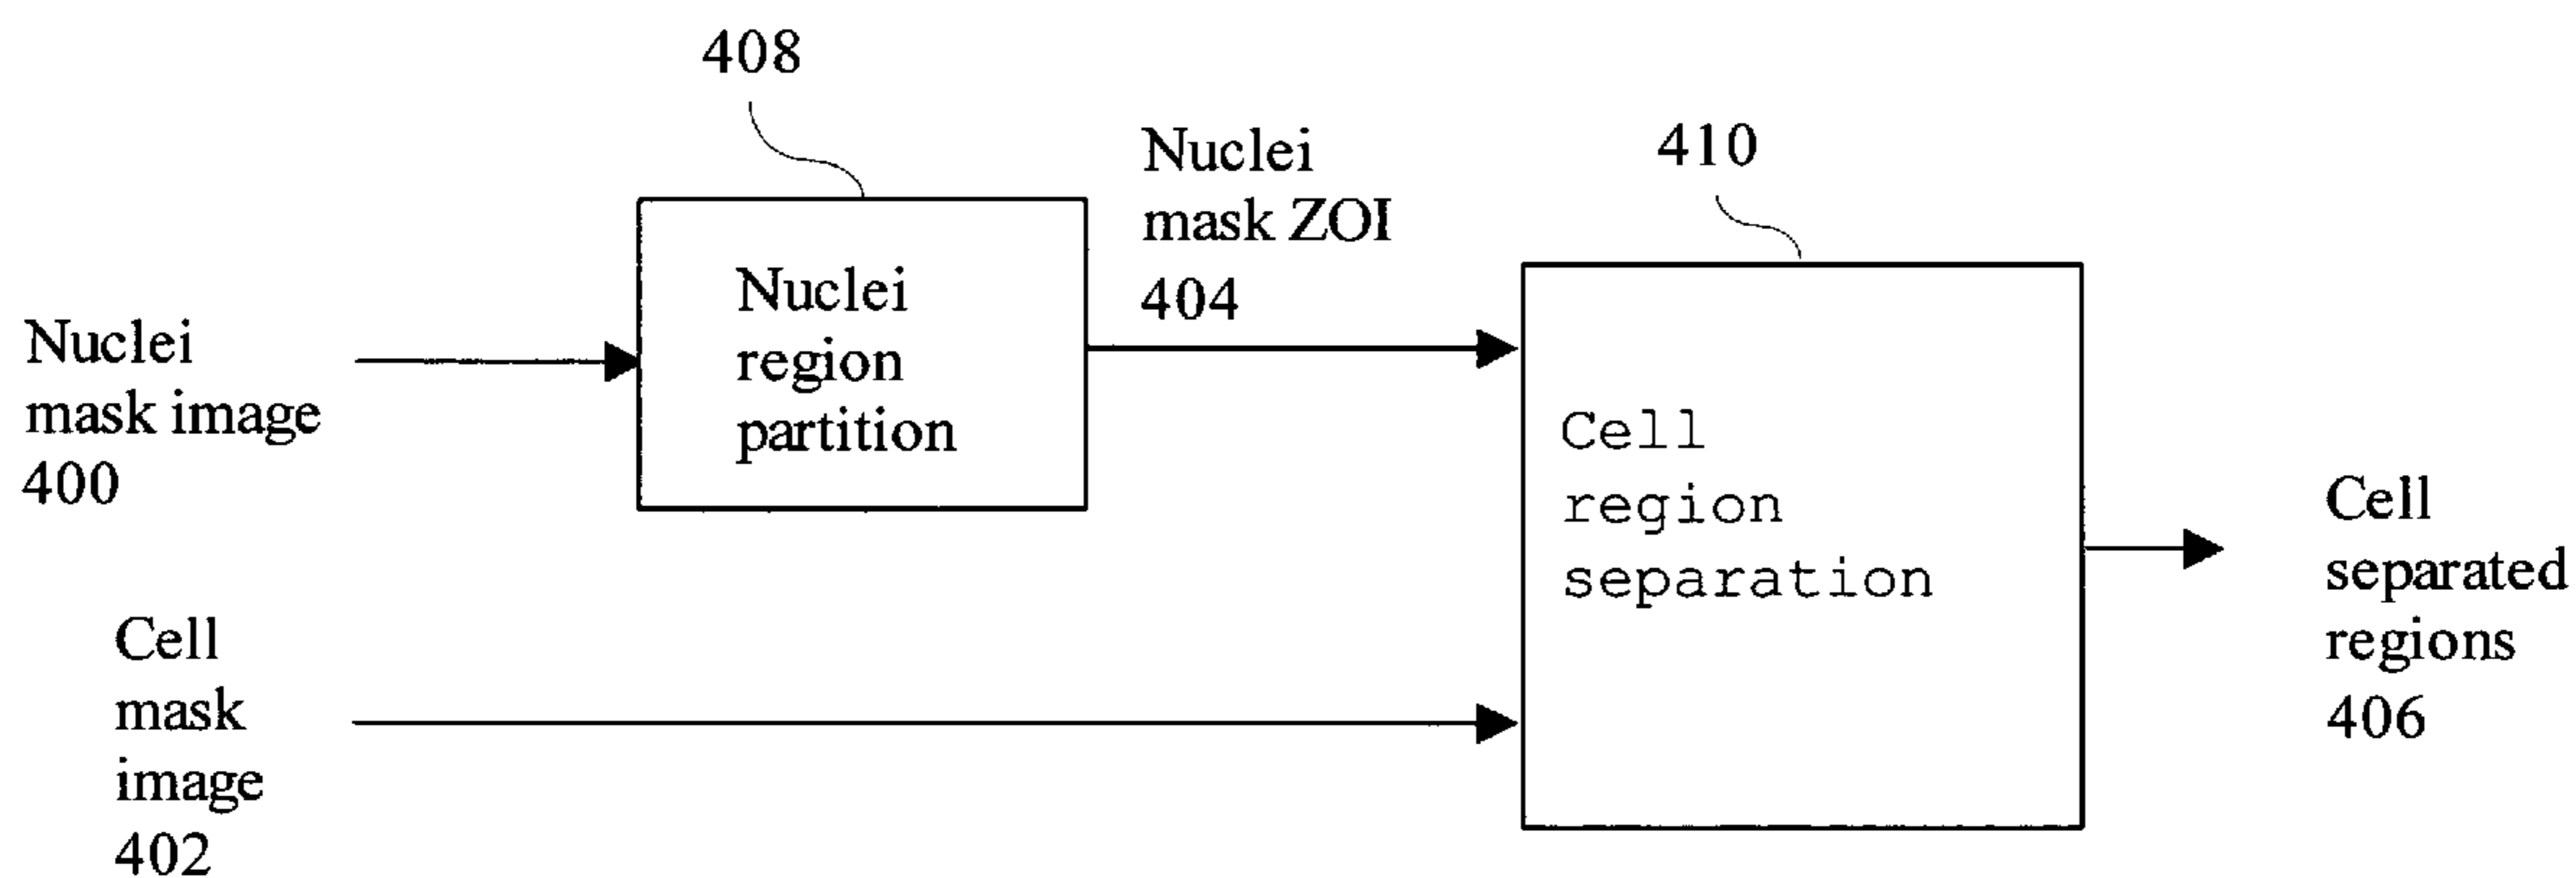 408
Nuclei
mask ZOI
404
410
Nuclei
region
partition
Nuclei
mask image
400
Cell
region
separation
Cell
separated
regions
406
Cell
mask
image
402